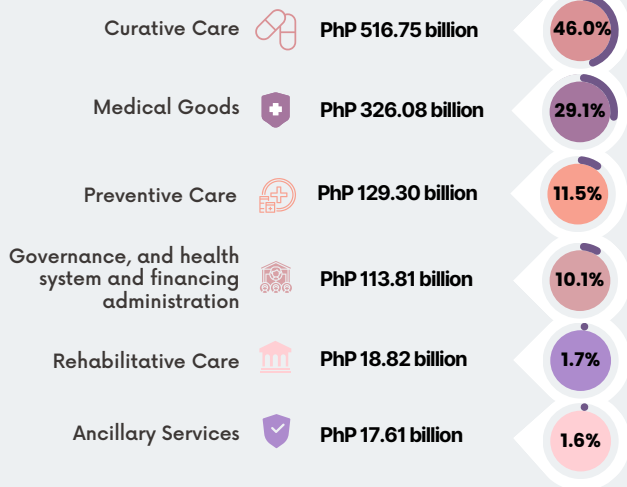 Curative Care PhP 516.75 billion 46.0%
Medical Goods PhP 326.08 billion 29.1%
Preventive Care PhP 129.30 billion 11.5%
Governance, and health
system and financing PhP 113.81 billion 10.1%
administration
Rehabilitative Care PhP 18.82 billion 1.7%
Ancillary Services PhP 17.61 billion 1.6%